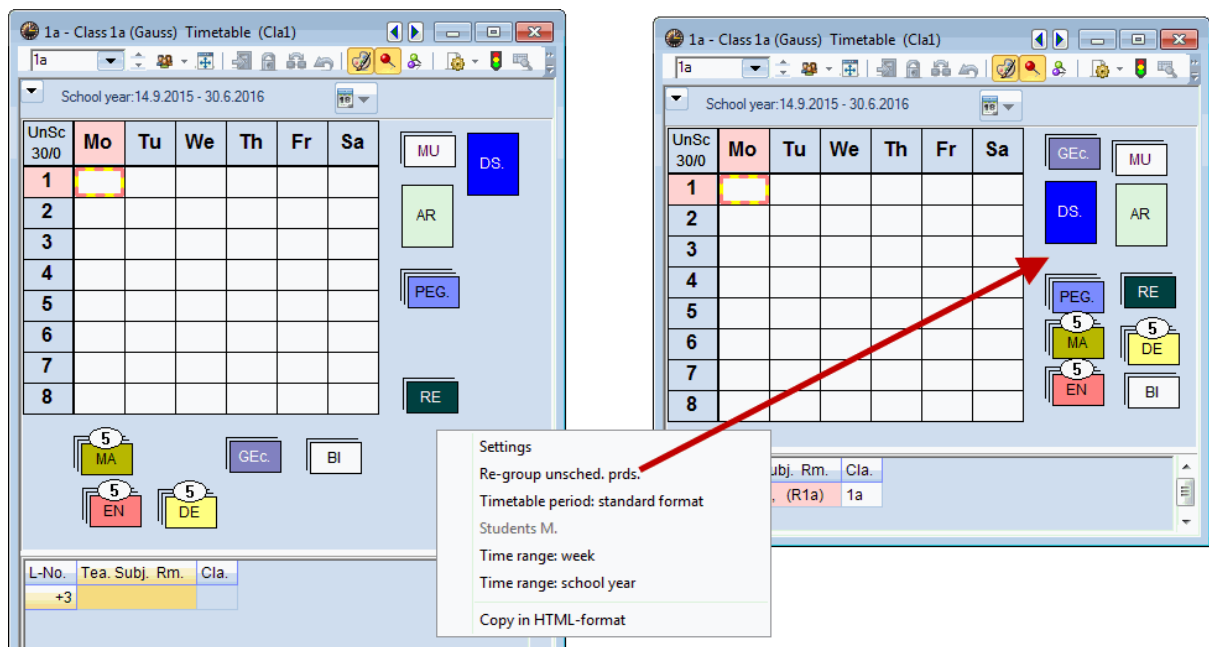 1a - Class 1a (Gauss) Timetable (Cla1)
1a
School year:14.9.2015 - 30.6.2016
18
UnSc
30/0
Mo Tu We Th Fr Sa
1
2
3
4
5
6
7
8
MU
DS.
AR
PEG.
RE
5
MA
GEc.
BI
5
EN
5
DE
L-No. Tea. Subj. Rm. Cla.
+3
Settings
Re-group unsched. prds.
Timetable period: standard format
Students M.
Time range: week
Time range: school year
Copy in HTML-format
1a - Class 1a (Gauss) Timetable (Cla1)
1a
School year:14.9.2015 - 30.6.2016
18
UnSc
30/0
Mo Tu We Th Fr Sa
1
2
3
4
5
6
7
8
GEc.
MU
DS.
AR
PEG.
RE
5
MA
5
DE
5
EN
BI
ubj. Rm. Cla.
, (R1a) 1a